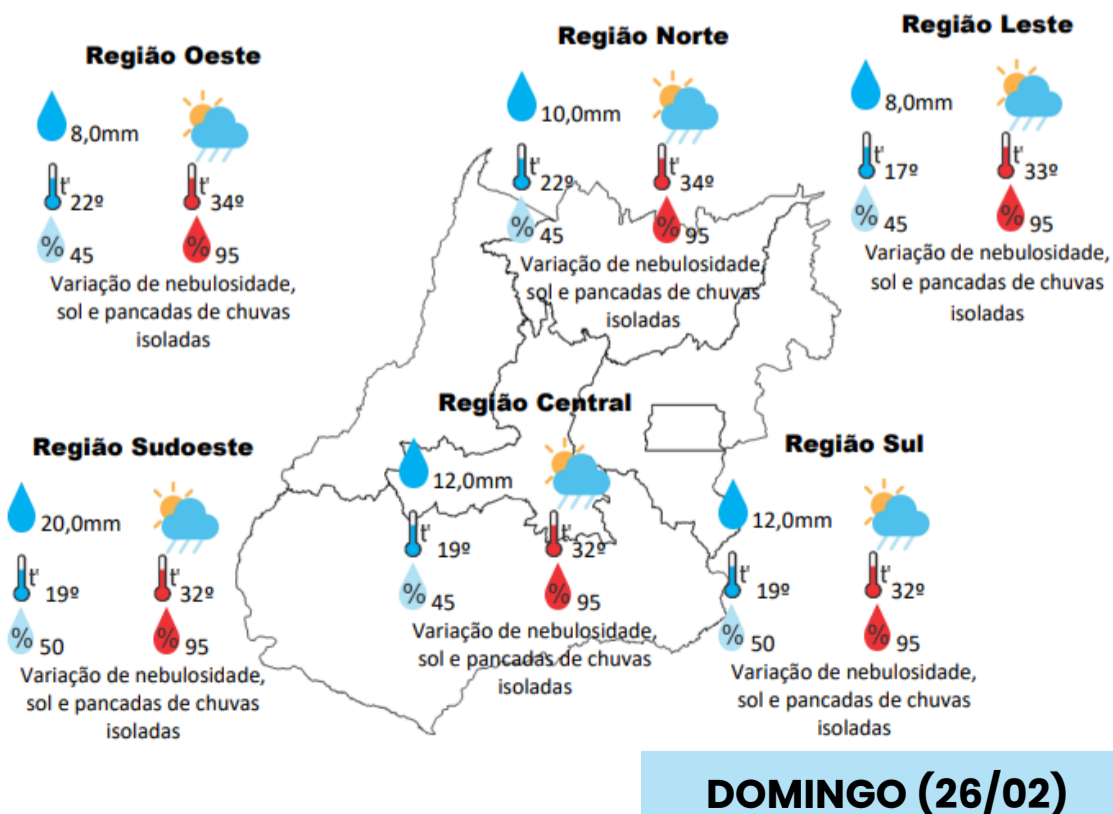 Região Oeste
8,0mm
t'
22º
t'
34º
%
45
%
95
Variação de nebulosidade,
sol e pancadas de chuvas
isoladas
Região Norte
10,0mm
t'
22º
t'
34º
%
45
%
95
Variação de nebulosidade,
sol e pancadas de chuvas
isoladas
Região Leste
8,0mm
t'
17º
t'
33º
%
45
%
95
Variação de nebulosidade,
sol e pancadas de chuvas
isoladas
Região Sudoeste
20,0mm
t'
19º
t'
32º
%
50
%
95
Variação de nebulosidade,
sol e pancadas de chuvas
isoladas
Região Central
12,0mm
t'
19º
t'
32º
%
45
%
95
Variação de nebulosidade,
sol e pancadas de chuvas
isoladas
Região Sul
12,0mm
t'
19º
t'
32º
%
50
%
95
Variação de nebulosidade,
sol e pancadas de chuvas
isoladas
DOMINGO (26/02)